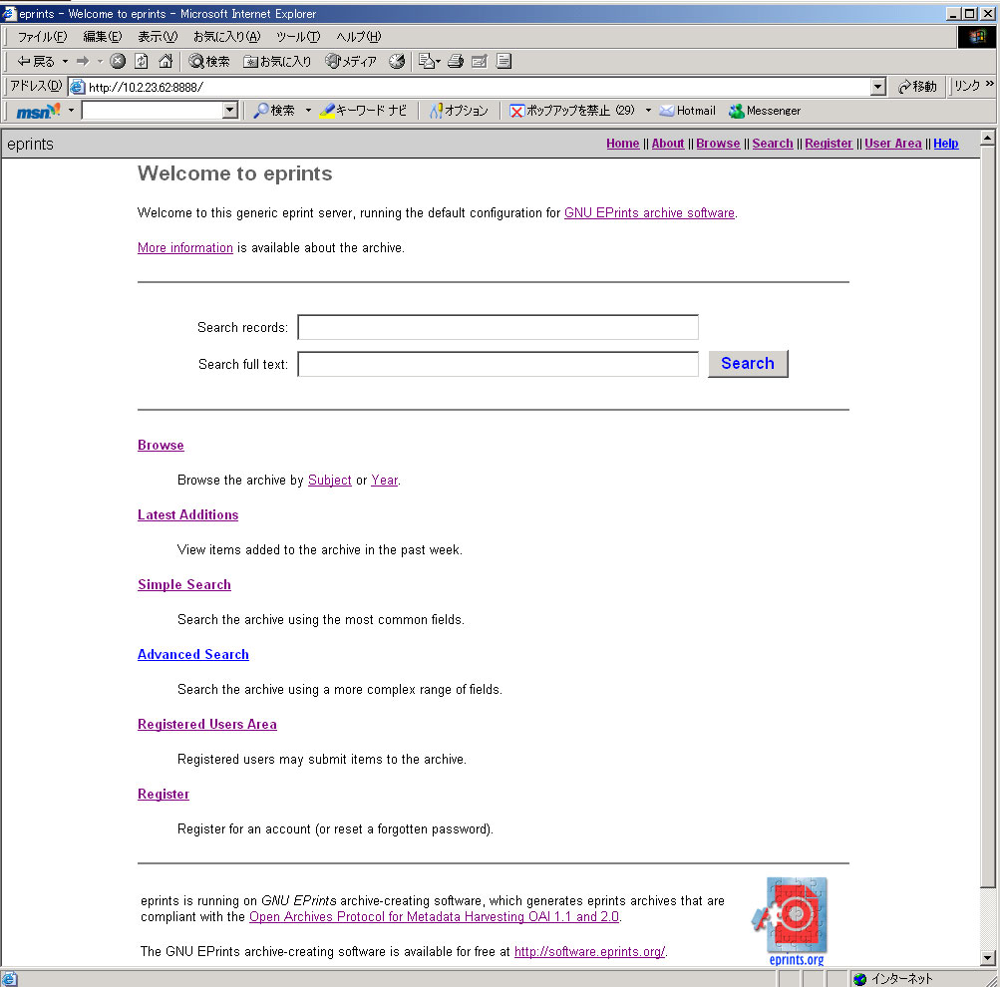 eprints - Welcome to eprints - Microsoft Internet Explorer
ファイル(F) 編集(E) 表示(V) お気に入り(A) ツール(T) ヘルプ(H)
戻る 検索 お気に入り メディア
アドレス(D) http://10.2.23.62:8888/ 移動 リンク »
msn 検索 キーワード ナビ オプション ポップアップを禁止 (29) Hotmail Messenger
eprints Home || About || Browse || Search || Register || User Area || Help
Welcome to eprints
Welcome to this generic eprint server, running the default configuration for GNU EPrints archive software.
More information is available about the archive.
Search records:
Search full text: Search
Browse
Browse the archive by Subject or Year.
Latest Additions
View items added to the archive in the past week.
Simple Search
Search the archive using the most common fields.
Advanced Search
Search the archive using a more complex range of fields.
Registered Users Area
Registered users may submit items to the archive.
Register
Register for an account (or reset a forgotten password).
eprints is running on GNU EPrints archive-creating software, which generates eprints archives that are
compliant with the Open Archives Protocol for Metadata Harvesting OAI 1.1 and 2.0.
The GNU EPrints archive-creating software is available for free at http://software.eprints.org/.
eprints.org
インターネット